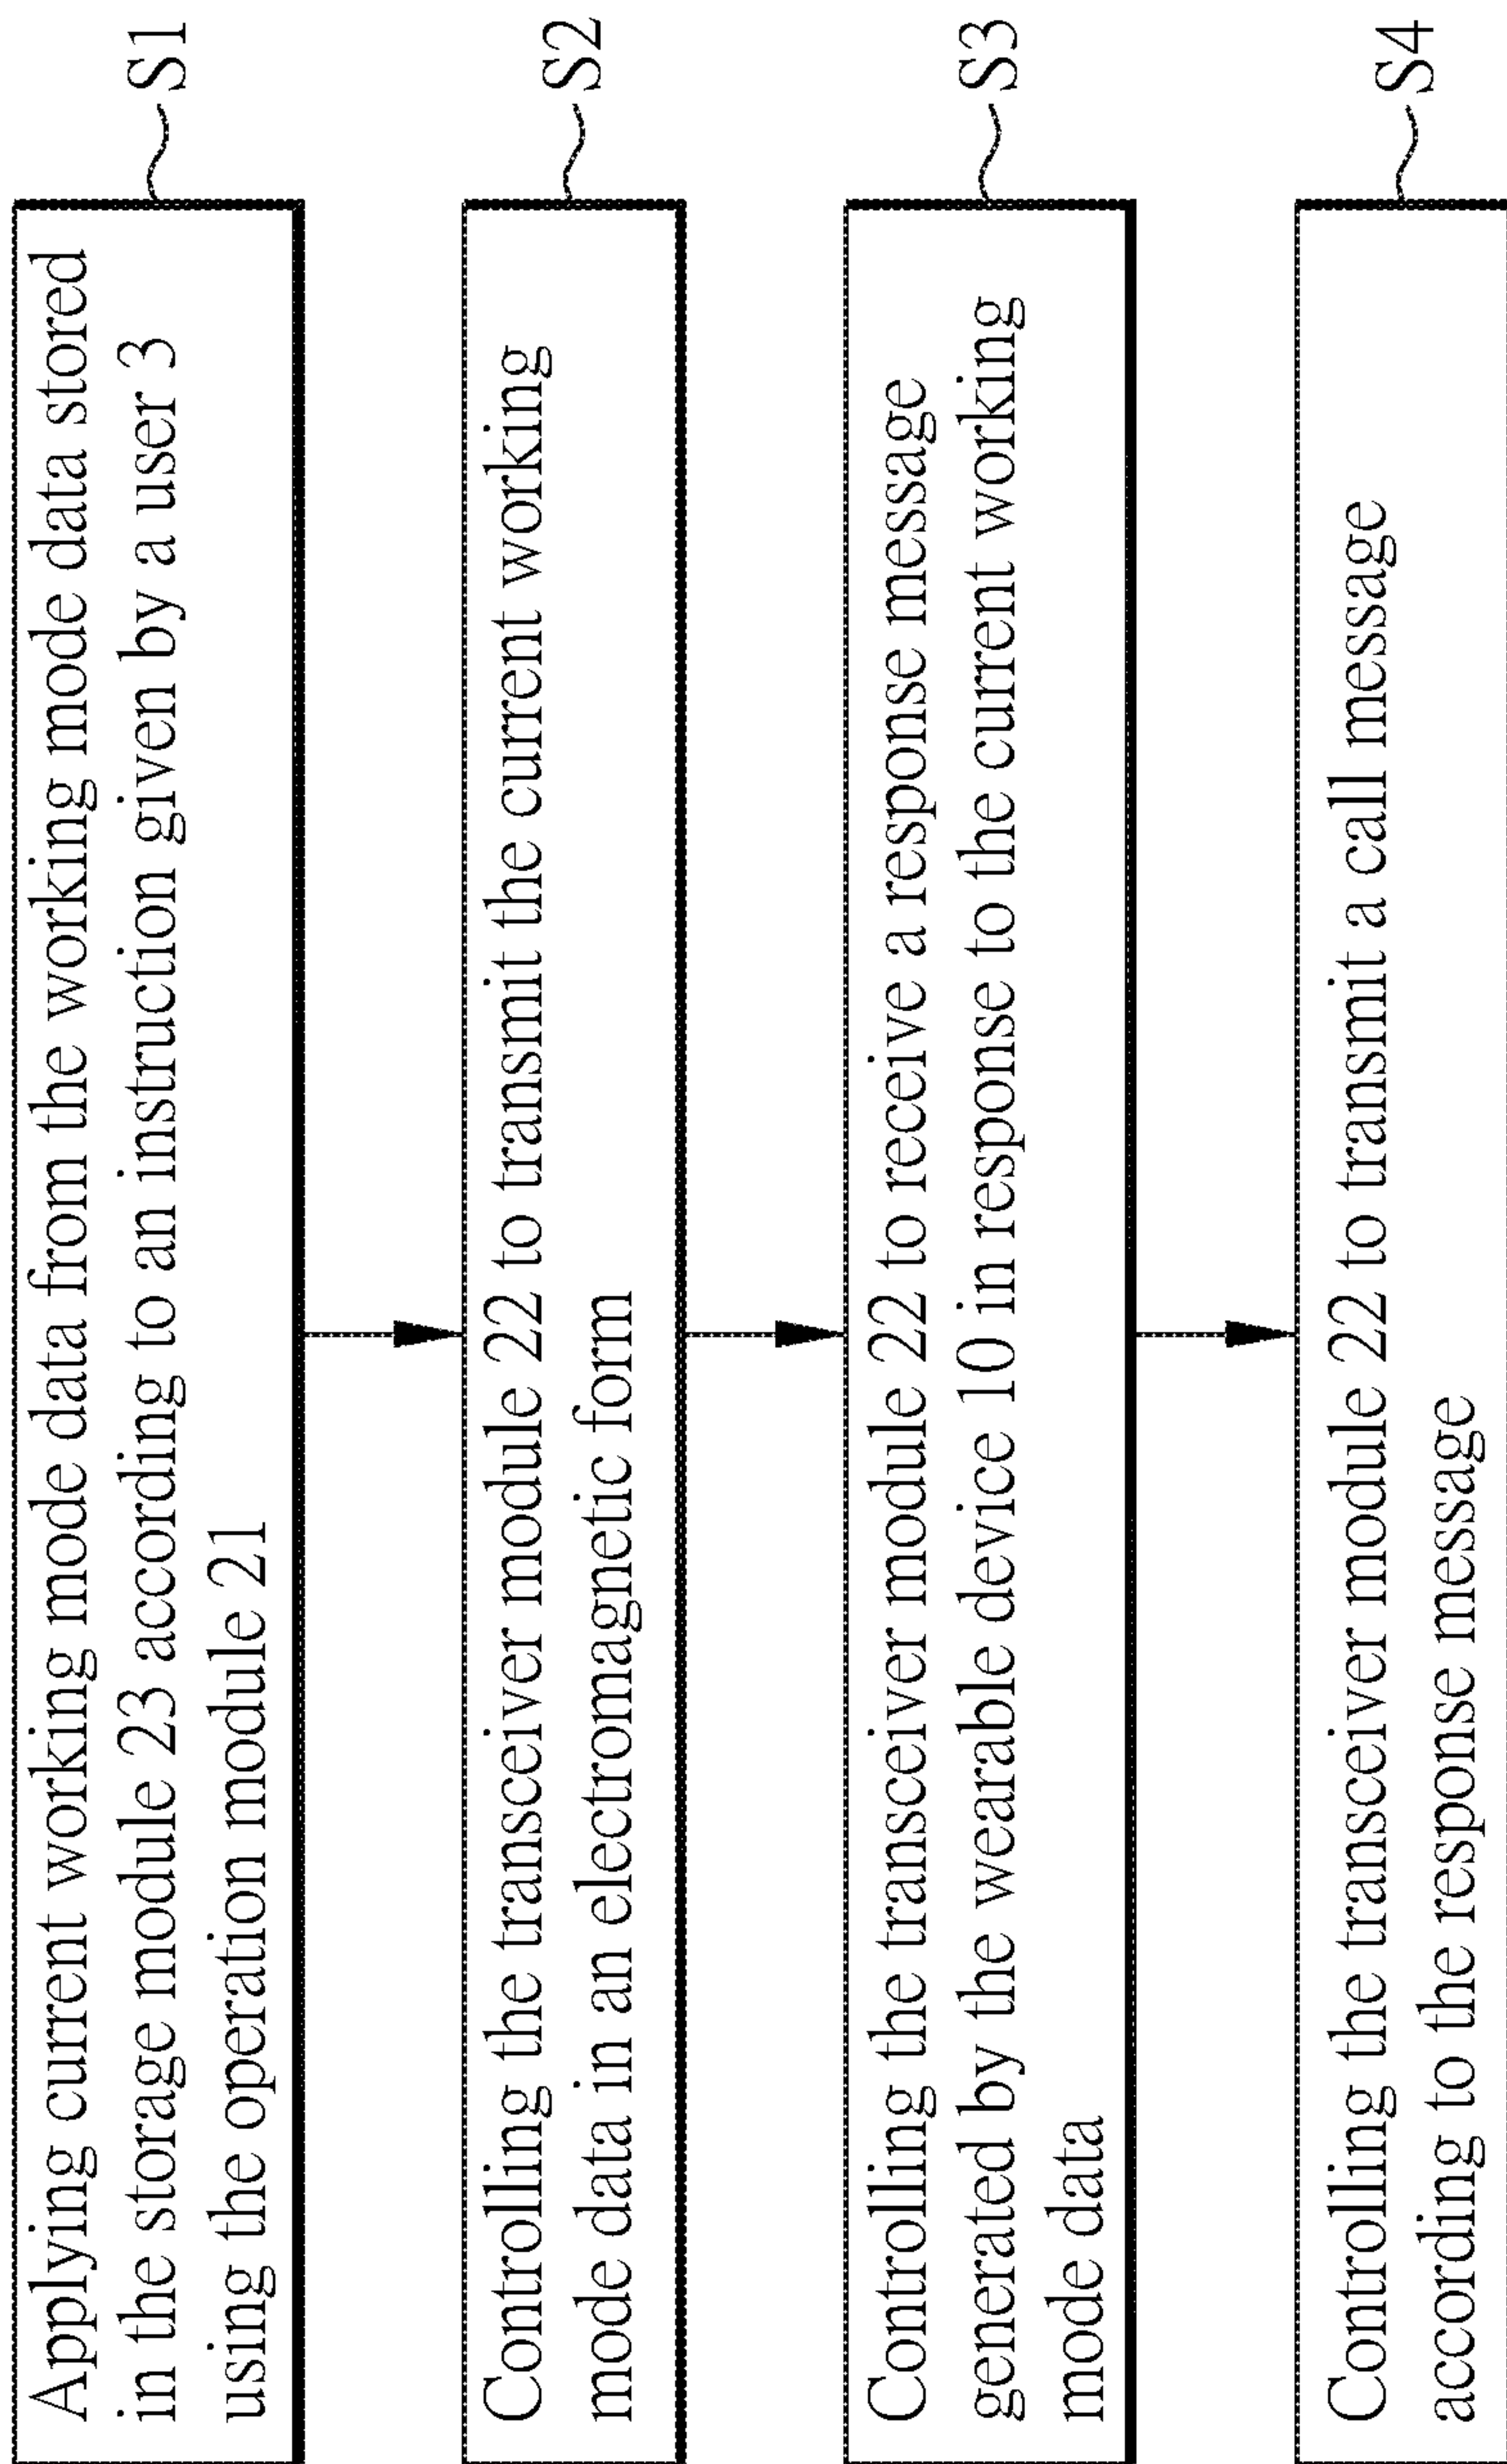 Applying current working mode data from the working mode data stored
in the storage module 23 according to an instruction given by a user 3
using the operation module 21
S1
Controlling the transceiver module 22 to transmit the current working
mode data in an electromagnetic form
S2
Controlling the transceiver module 22 to receive a response message
generated by the wearable device 10 in response to the current working
mode data
S3
Controlling the transceiver module 22 to transmit a call message
according to the response message
S4